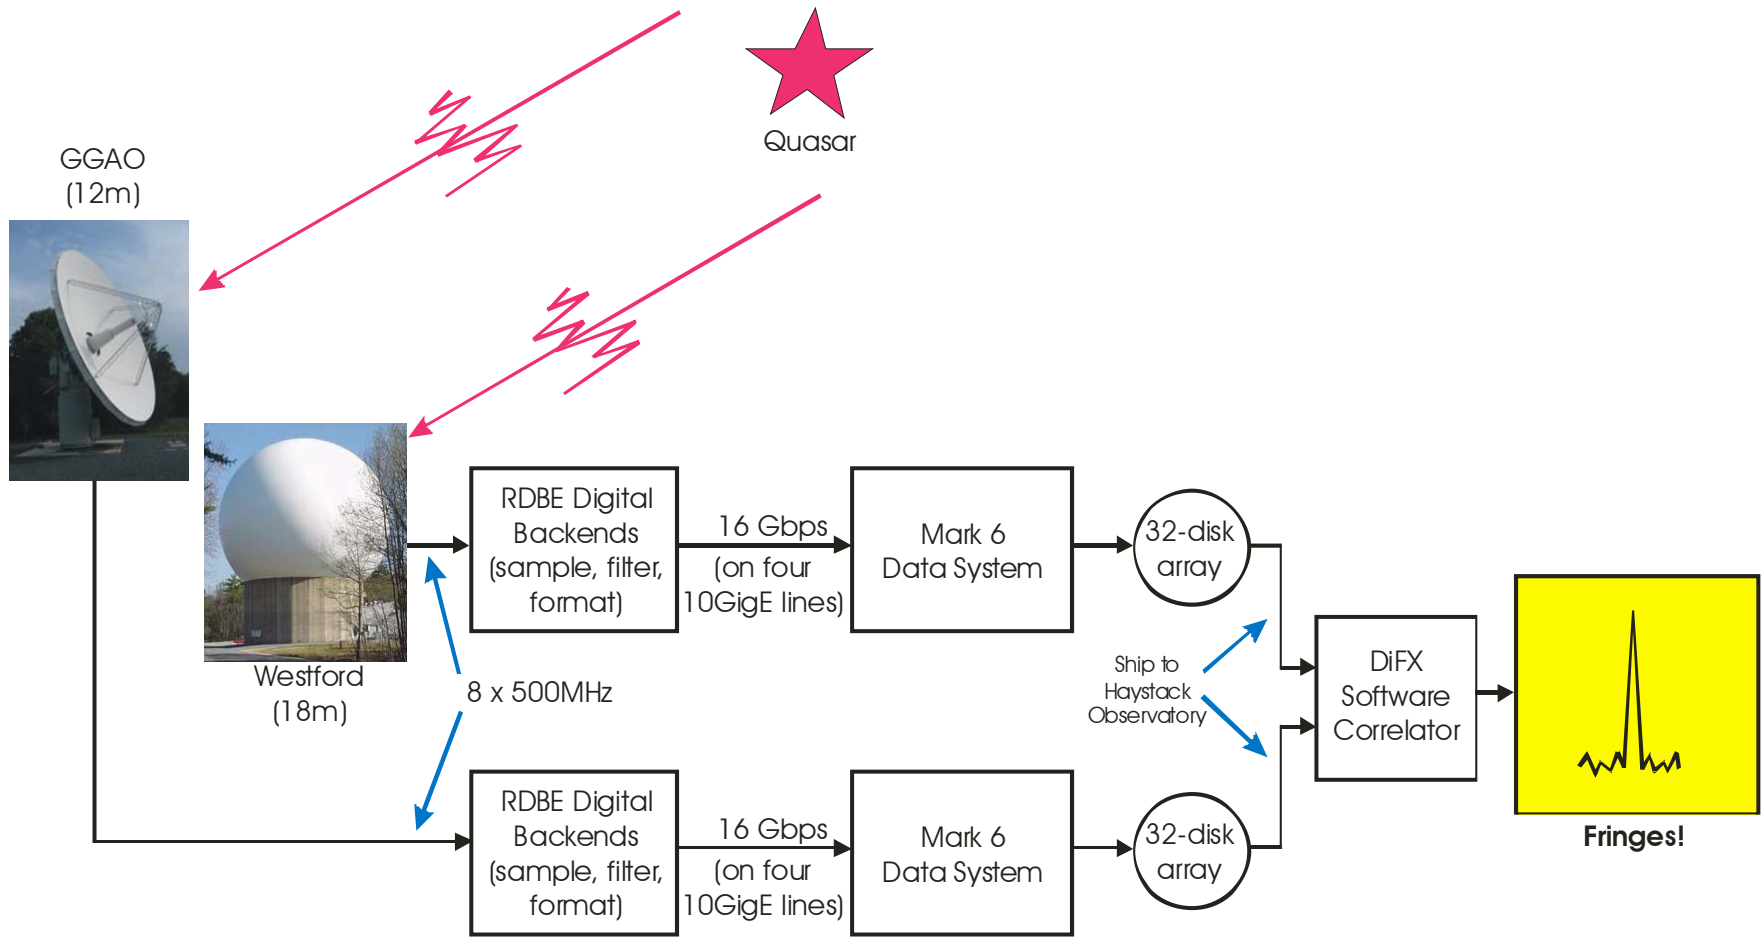 Quasar
GGAO
(12m)
Westford
(18m)
RDBE Digital
Backends
(sample, filter,
format)
16 Gbps
(on four
10GigE lines)
Mark 6
Data System
32-disk
array
8 x 500MHz
Ship to
Haystack
Observatory
DiFX
Software
Correlator
Fringes!
RDBE Digital
Backends
(sample, filter,
format)
16 Gbps
(on four
10GigE lines)
Mark 6
Data System
32-disk
array